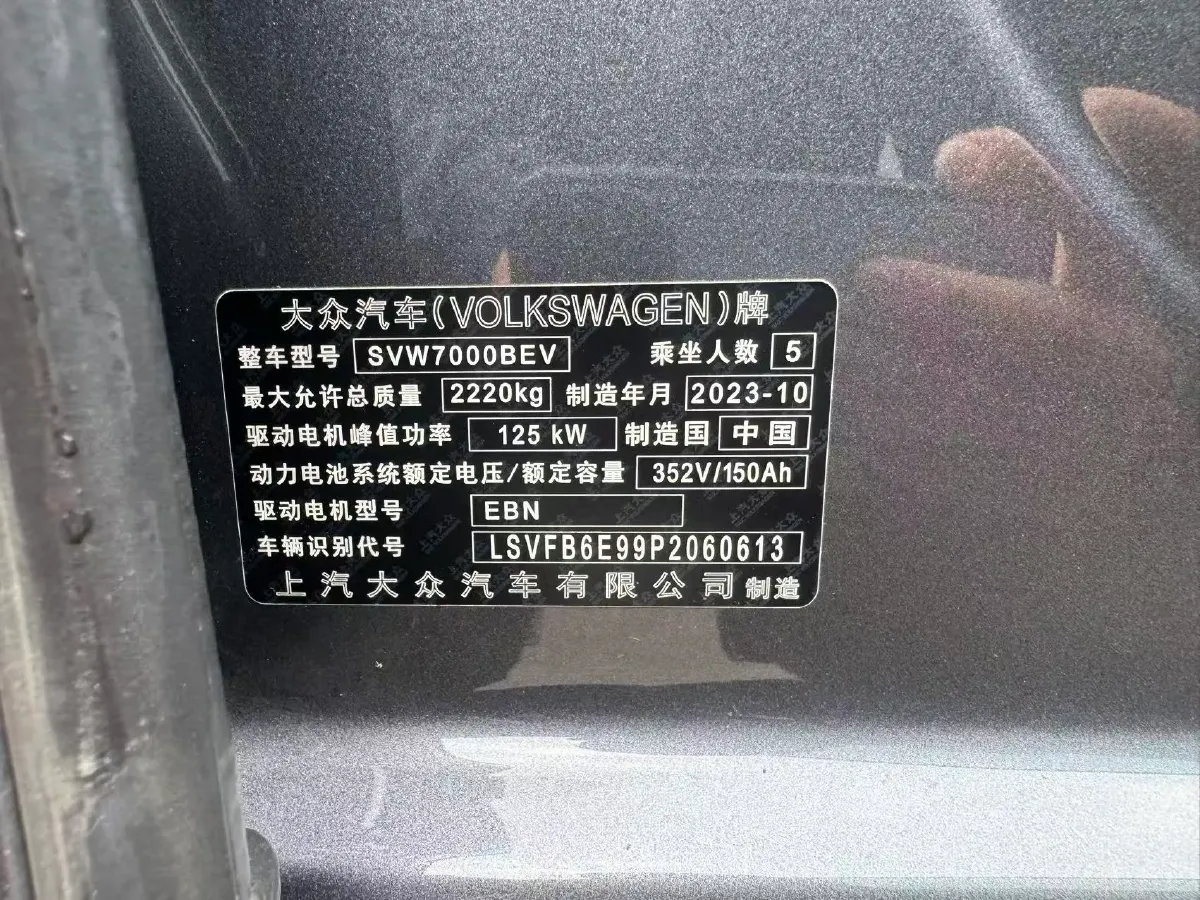 大众汽车(VOLKSWAGEN)牌
整车型号 SVW7000BEV 乘坐人数 5
最大允许总质量 2220kg 制造年月 2023-10
驱动电机峰值功率 125 kW 制造国 中国
动力电池系统额定电压/额定容量 352V/150Ah
驱动电机型号 EBN
车辆识别代号 LSVFB6E99P2060613
上汽大众汽车有限公司制造